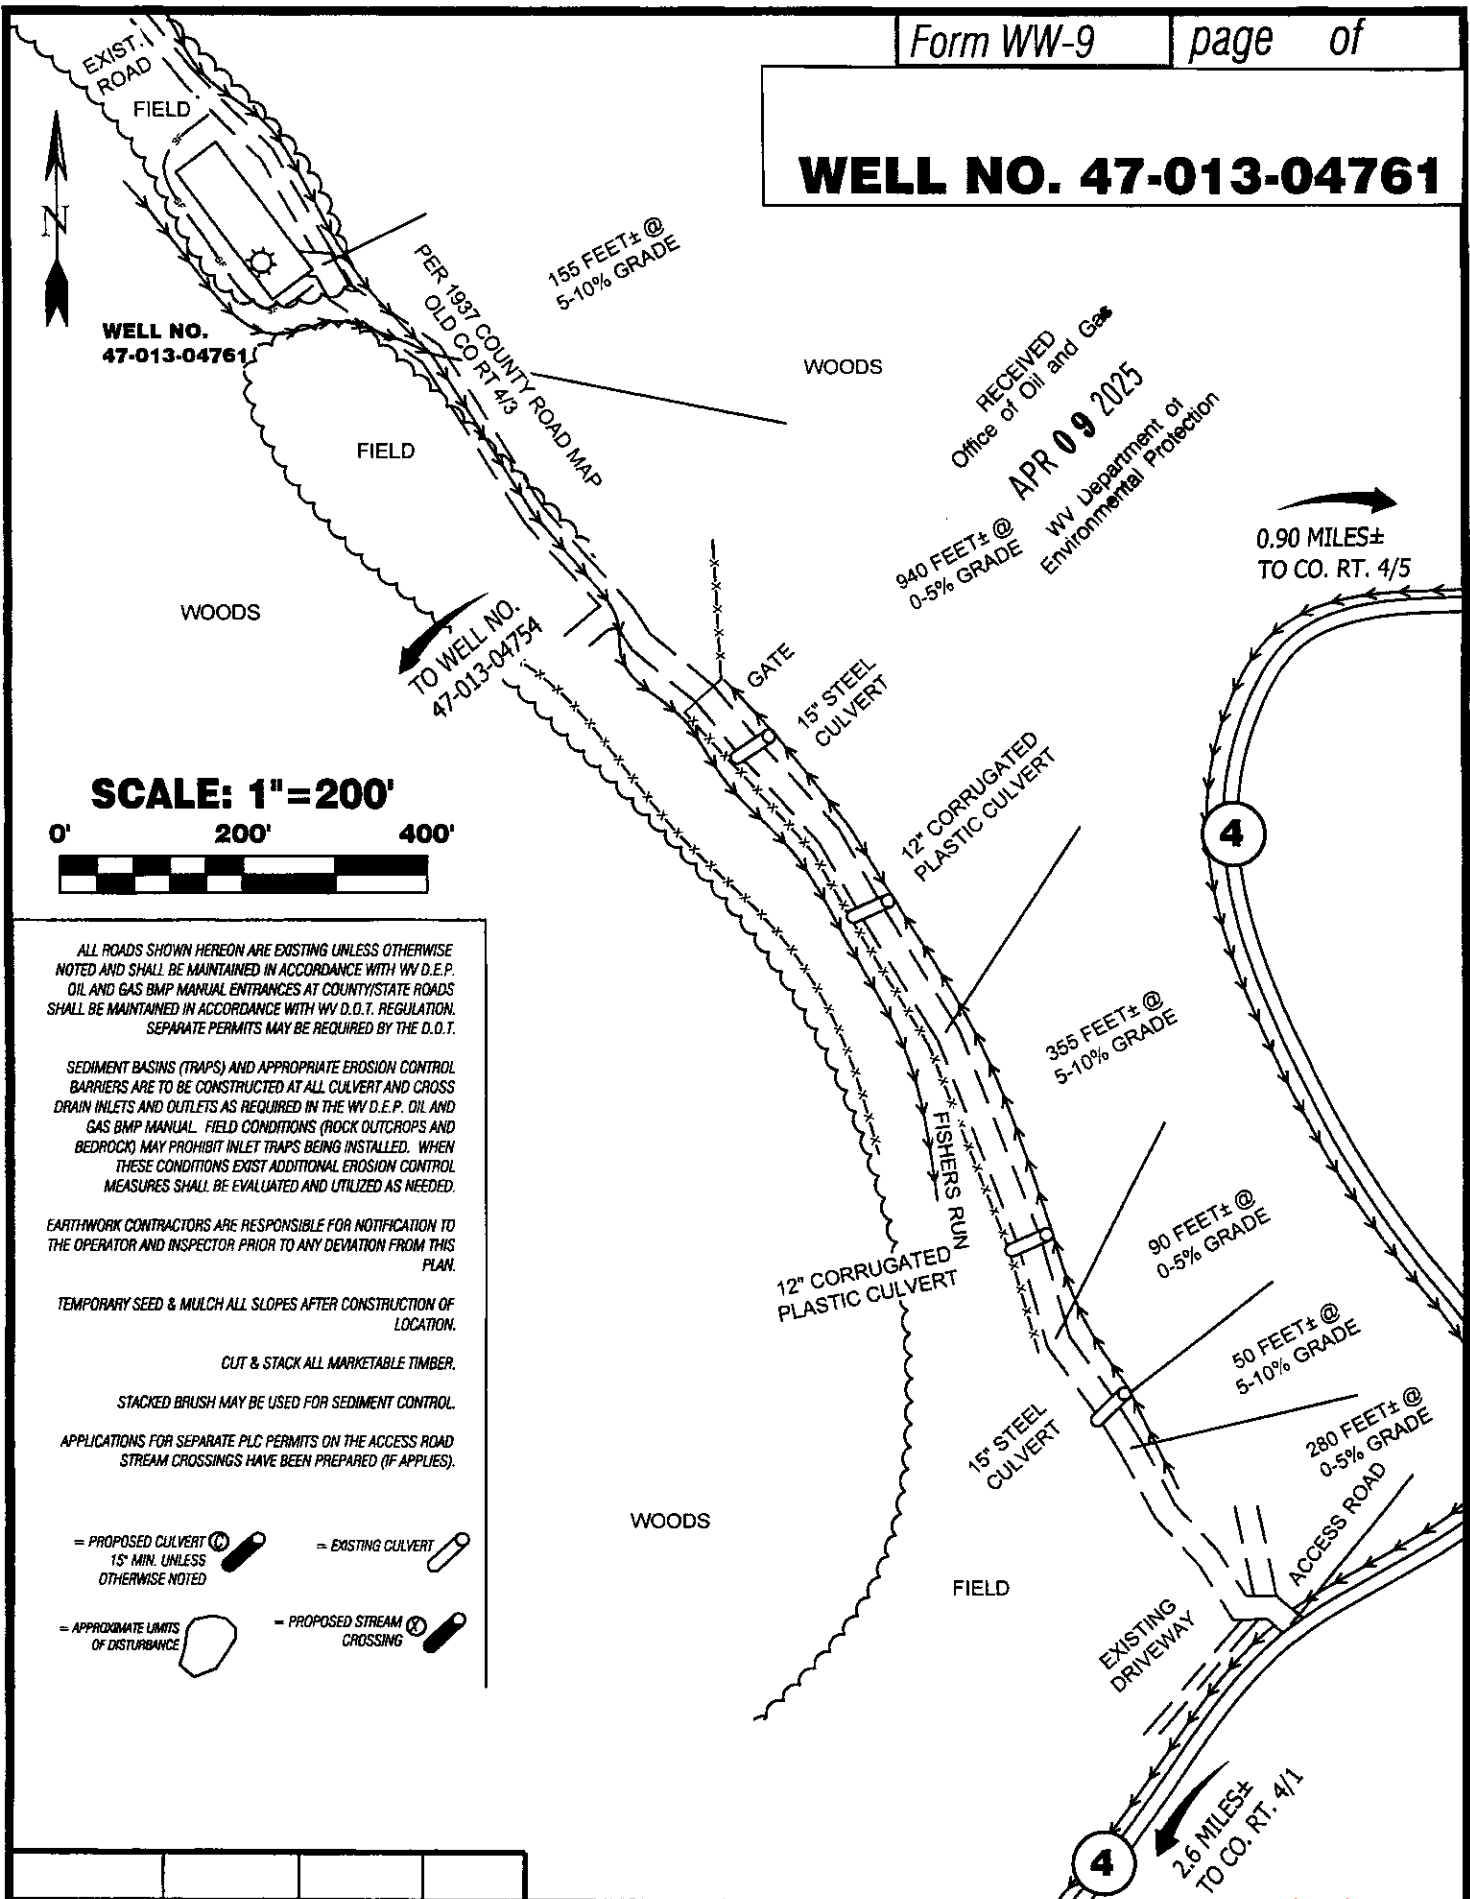 Form WW-9
page of
WELL NO. 47-013-04761
EXIST.
ROAD
FIELD
SF
SF
SF
SF
N
WELL NO.
47-013-04761
155 FEET± @
5-10% GRADE
PER 1937 COUNTY ROAD MAP
OLD CO RT 4/3
WOODS
FIELD
RECEIVED
Office of Oil and Gas
APR 09 2025
WV Department of
Environmental Protection
940 FEET± @
0-5% GRADE
0.90 MILES±
TO CO. RT. 4/5
WOODS
TO WELL NO.
47-013-04754
GATE
15" STEEL
CULVERT
12" CORRUGATED
PLASTIC CULVERT
4
SCALE: 1"=200'
0' 200' 400'
ALL ROADS SHOWN HEREON ARE EXISTING UNLESS OTHERWISE
NOTED AND SHALL BE MAINTAINED IN ACCORDANCE WITH WV D.E.P.
OIL AND GAS BMP MANUAL ENTRANCES AT COUNTY/STATE ROADS
SHALL BE MAINTAINED IN ACCORDANCE WITH WV D.O.T. REGULATION.
SEPARATE PERMITS MAY BE REQUIRED BY THE D.O.T.
SEDIMENT BASINS (TRAPS) AND APPROPRIATE EROSION CONTROL
BARRIERS ARE TO BE CONSTRUCTED AT ALL CULVERT AND CROSS
DRAIN INLETS AND OUTLETS AS REQUIRED IN THE WV D.E.P. OIL AND
GAS BMP MANUAL. FIELD CONDITIONS (ROCK OUTCROPS AND
BEDROCK) MAY PROHIBIT INLET TRAPS BEING INSTALLED. WHEN
THESE CONDITIONS EXIST ADDITIONAL EROSION CONTROL
MEASURES SHALL BE EVALUATED AND UTILIZED AS NEEDED.
EARTHWORK CONTRACTORS ARE RESPONSIBLE FOR NOTIFICATION TO
THE OPERATOR AND INSPECTOR PRIOR TO ANY DEVIATION FROM THIS
PLAN.
TEMPORARY SEED & MULCH ALL SLOPES AFTER CONSTRUCTION OF
LOCATION.
CUT & STACK ALL MARKETABLE TIMBER.
STACKED BRUSH MAY BE USED FOR SEDIMENT CONTROL.
APPLICATIONS FOR SEPARATE PLC PERMITS ON THE ACCESS ROAD
STREAM CROSSINGS HAVE BEEN PREPARED (IF APPLIES).
= PROPOSED CULVERT C
15" MIN. UNLESS
OTHERWISE NOTED
= EXISTING CULVERT
= APPROXIMATE LIMITS
OF DISTURBANCE
= PROPOSED STREAM X
CROSSING
355 FEET± @
5-10% GRADE
FISHERS RUN
90 FEET± @
0-5% GRADE
12" CORRUGATED
PLASTIC CULVERT
50 FEET± @
5-10% GRADE
15" STEEL
CULVERT
280 FEET± @
0-5% GRADE
ACCESS ROAD
WOODS
FIELD
EXISTING
DRIVEWAY
2.6 MILES±
TO CO. RT. 4/1
4